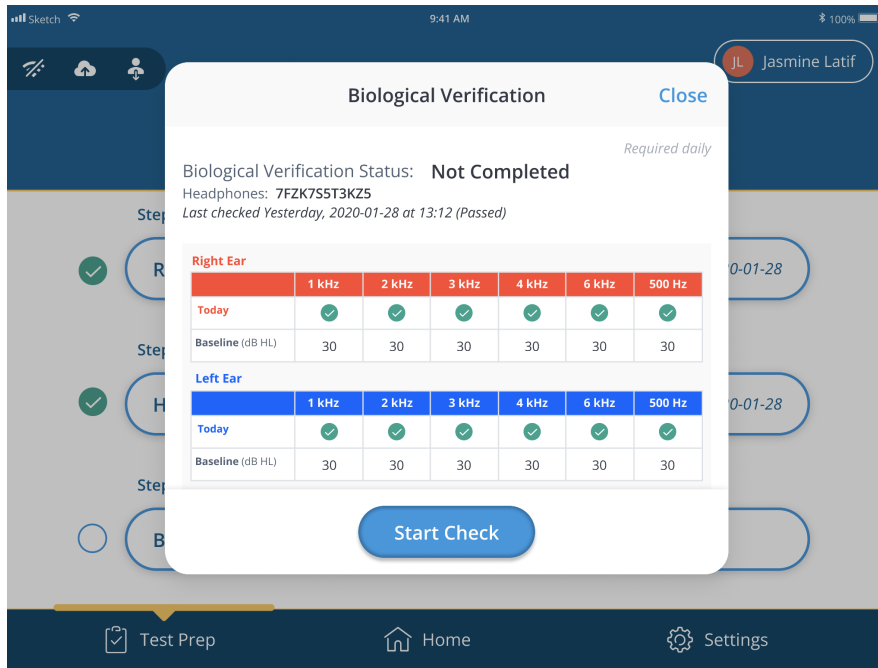 Sketch 9:41 AM 100%
JL Jasmine Latif
Biological Verification Close
Required daily
Biological Verification Status: Not Completed
Headphones: 7FZK7S5T3KZ5
Last checked Yesterday, 2020-01-28 at 13:12 (Passed)
Step
R 0-01-28
Right Ear
1 kHz 2 kHz 3 kHz 4 kHz 6 kHz 500 Hz
Today
Baseline (dB HL) 30 30 30 30 30 30
Step
H 0-01-28
Left Ear
1 kHz 2 kHz 3 kHz 4 kHz 6 kHz 500 Hz
Today
Baseline (dB HL) 30 30 30 30 30 30
Step
B
Start Check
Test Prep Home Settings